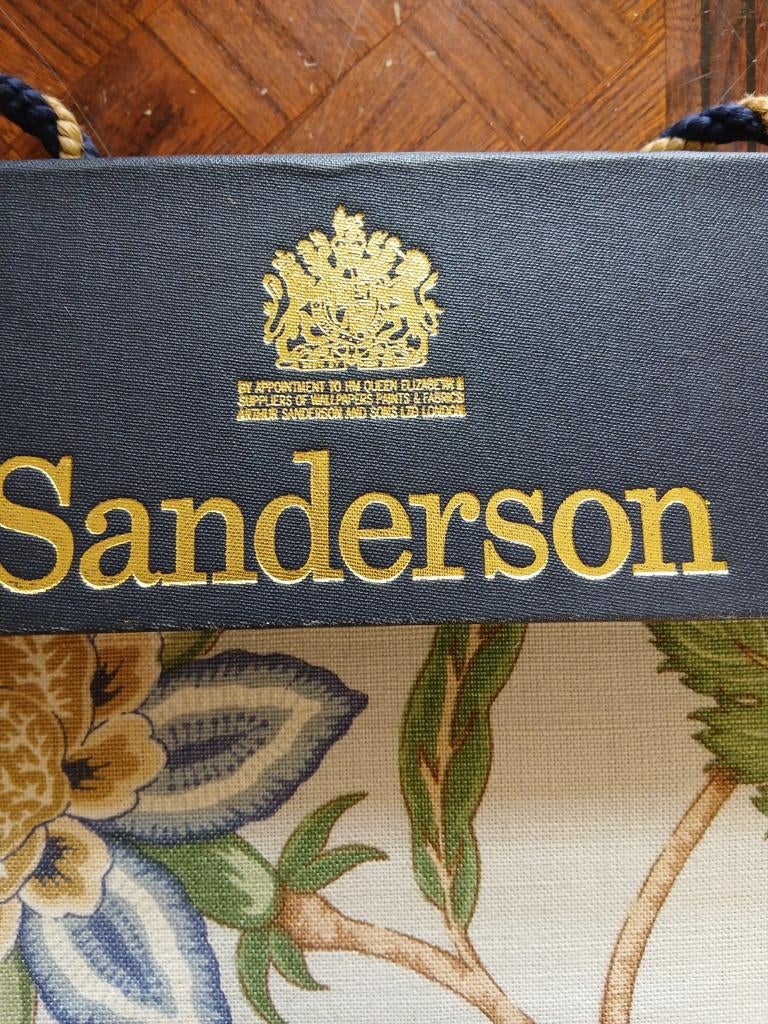 BY APPOINTMENT TO HM QUEEN ELIZABETH II
SUPPLIERS OF WALLPAPERS PAINTS & FABRICS
ARTHUR SANDERSON AND SONS LTD LONDON
Sanderson